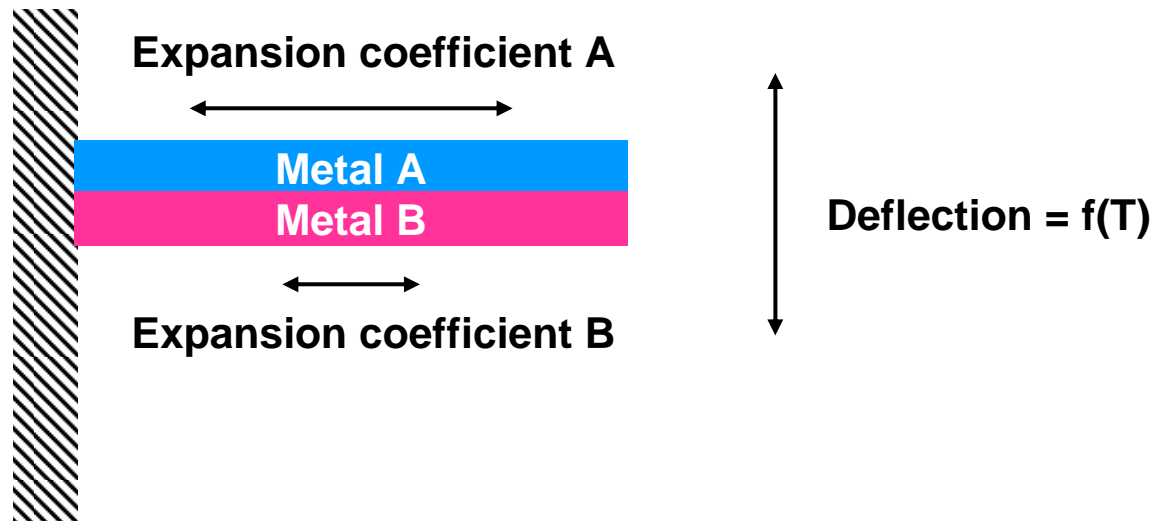 Expansion coefficient A
Metal A
Metal B
Deflection = f(T)
Expansion coefficient B